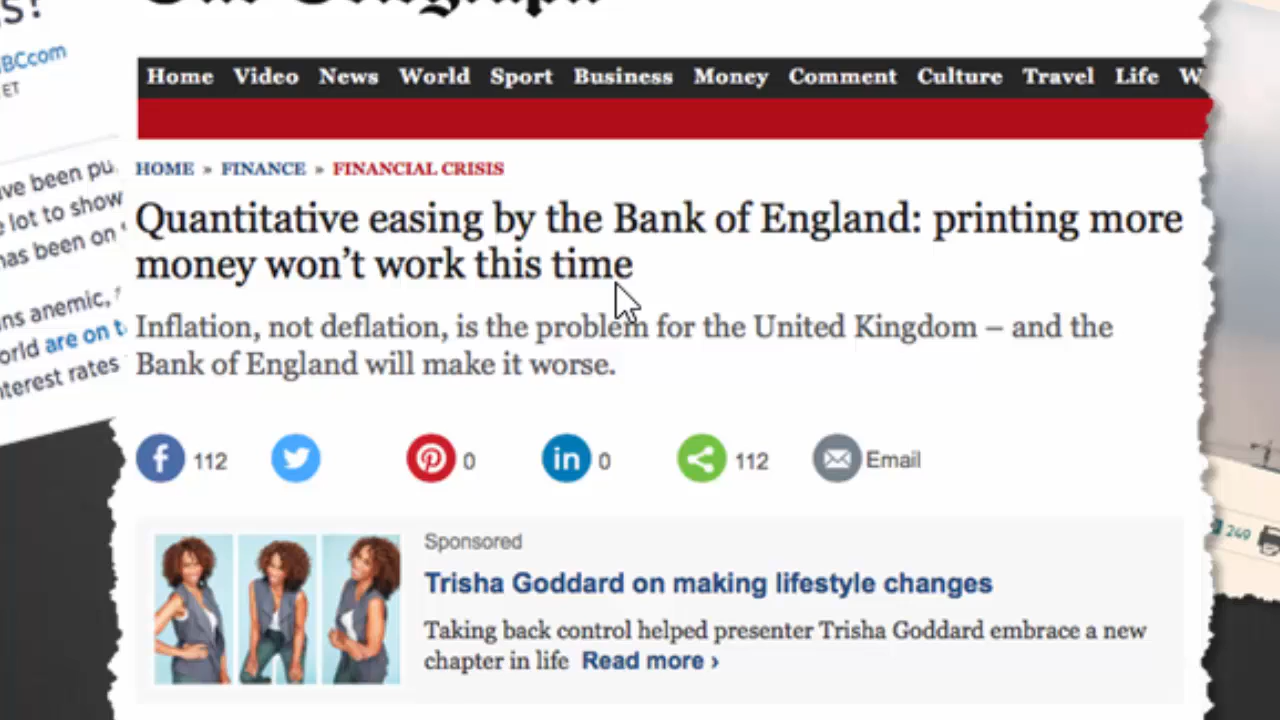 S!
BCcom
ET
ve been pu
e lot to show
has been on
ns anemic,
orld are on t
nterest rates
Home Video News World Sport Business Money Comment Culture Travel Life W
HOME » FINANCE » FINANCIAL CRISIS
Quantitative easing by the Bank of England: printing more
money won’t work this time
Inflation, not deflation, is the problem for the United Kingdom – and the
Bank of England will make it worse.
f 112 0 in 0 112 Email
Sponsored
Trisha Goddard on making lifestyle changes
Taking back control helped presenter Trisha Goddard embrace a new
chapter in life Read more ›
249